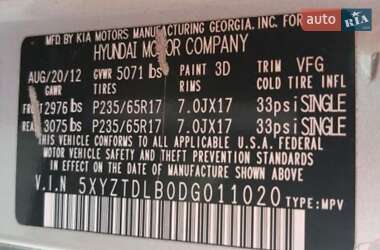 auto RIA
MFD BY KIA MOTORS MANUFACTURING GEORGIA, INC. FOR
HYUNDAI MOTOR COMPANY
AUG/20/12 GVWR 5071 lbs PAINT 3D TRIM VFG
GAWR TIRES RIMS COLD TIRE INFL
FRONT 2976 lbs P235/65R17 7.0JX17 33psi SINGLE
REAR 3075 lbs P235/65R17 7.0JX17 33psi SINGLE
THIS VEHICLE CONFORMS TO ALL APPLICABLE U.S. FEDERAL
MOTOR VEHICLE SAFETY BUMPER
AND THEFT PREVENTION STANDARDS
IN EFFECT ON THE DATE OF MANUFACTURE SHOWN ABOVE.
V.I.N 5XYZTDLB0DG011020 TYPE:MPV